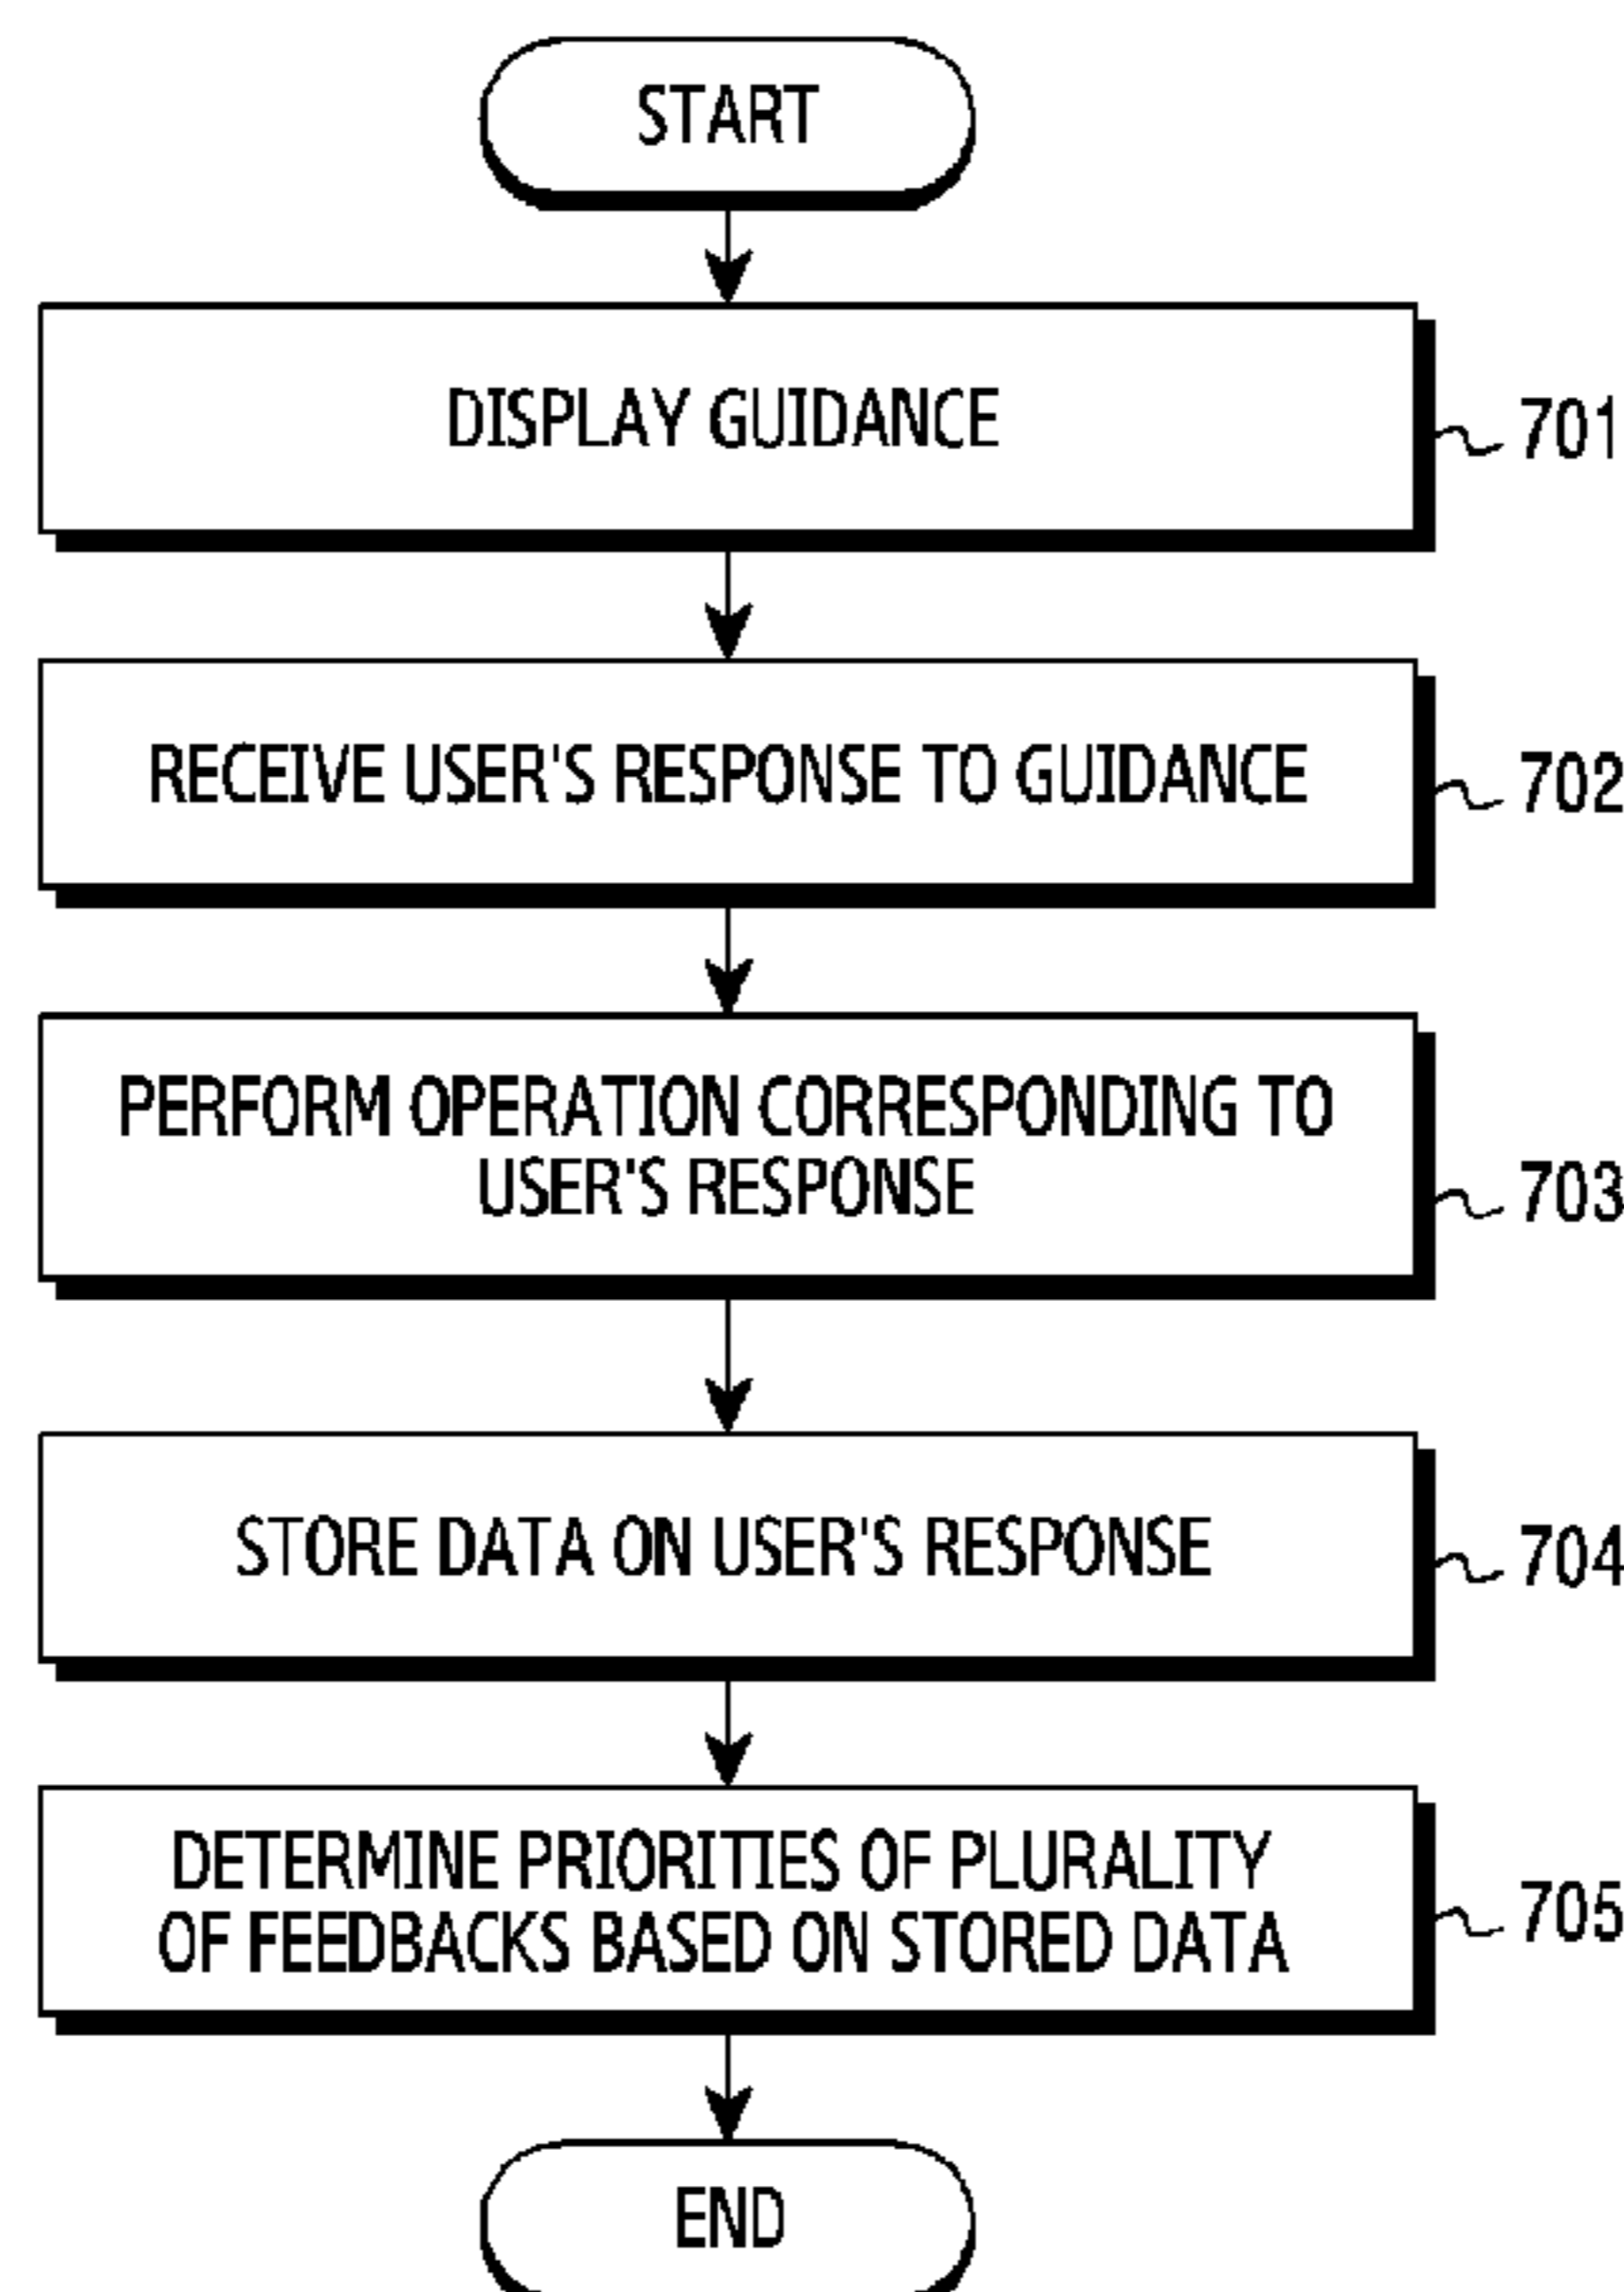 START
DISPLAY GUIDANCE
701
RECEIVE USER'S RESPONSE TO GUIDANCE
702
PERFORM OPERATION CORRESPONDING TO
USER'S RESPONSE
703
STORE DATA ON USER'S RESPONSE
704
DETERMINE PRIORITIES OF PLURALITY
OF FEEDBACKS BASED ON STORED DATA
705
END